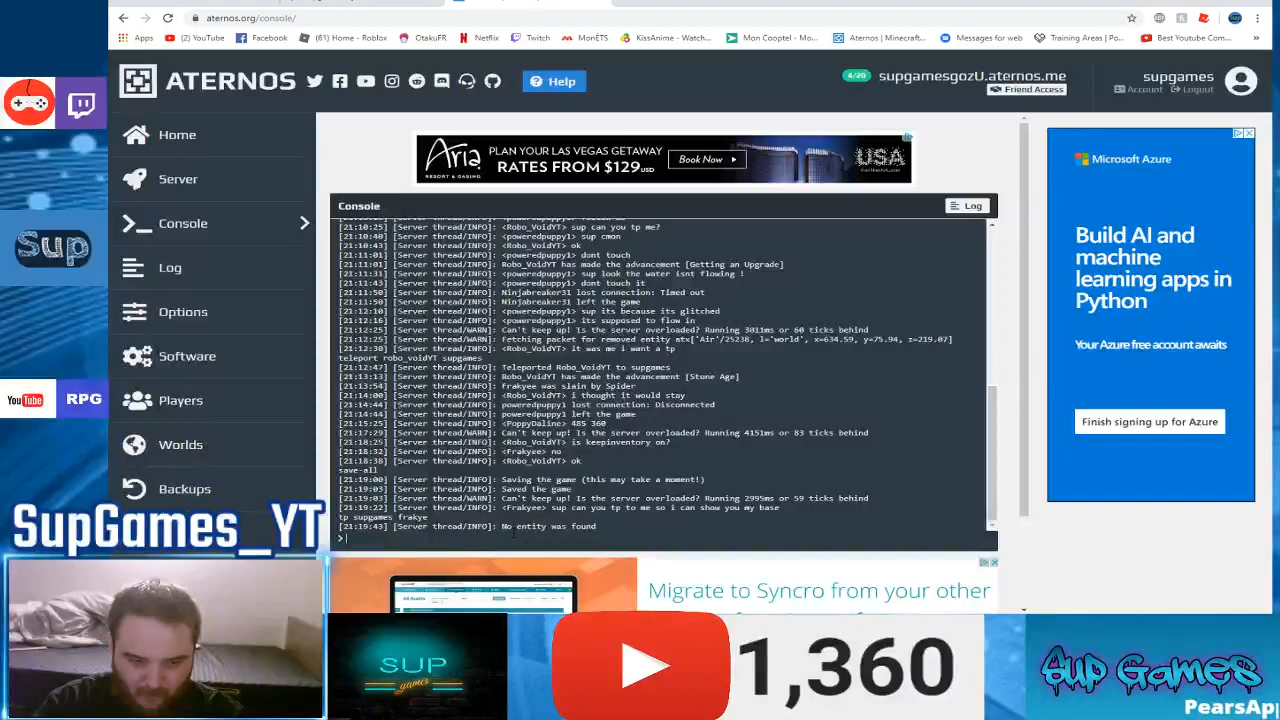 aternos.org/console/
Apps
(2) YouTube
Facebook
(61) Home - Roblox
OtakuFR
Netflix
Twitch
MonÈTS
KissAnime - Watch...
Mon Cooptel - Mo...
Aternos | Minecraft...
Messages for web
Training Areas | Po...
Best Youtube Com...
»
ATERNOS
Help
4/20
supgamesgozU.aternos.me
Friend Access
supgames
Account
Logout
Home
Server
Console
Log
Options
Software
Players
Worlds
Backups
Aria
RESORT & CASINO
PLAN YOUR LAS VEGAS GETAWAY
RATES FROM $129USD
Book Now
USA
Microsoft Azure
Build AI and
machine
learning apps in
Python
Your Azure free account awaits
Finish signing up for Azure
Console
Log
[21:10:25] [Server thread/INFO]: <Robo_VoidYT> sup can you tp me?
[21:10:40] [Server thread/INFO]: <poweredpuppy1> sup cmon
[21:10:43] [Server thread/INFO]: <Robo_VoidYT> ok
[21:11:01] [Server thread/INFO]: <poweredpuppy1> dont touch
[21:11:01] [Server thread/INFO]: Robo_VoidYT has made the advancement [Getting an Upgrade]
[21:11:31] [Server thread/INFO]: <poweredpuppy1> sup look the water isnt flowing !
[21:11:43] [Server thread/INFO]: <poweredpuppy1> dont touch it
[21:11:50] [Server thread/INFO]: Ninjabreaker31 lost connection: Timed out
[21:11:50] [Server thread/INFO]: Ninjabreaker31 left the game
[21:12:10] [Server thread/INFO]: <poweredpuppy1> sup its because its glitched
[21:12:16] [Server thread/INFO]: <poweredpuppy1> its supposed to flow in
[21:12:25] [Server thread/WARN]: Can't keep up! Is the server overloaded? Running 3011ms or 60 ticks behind
[21:12:25] [Server thread/WARN]: Fetching packet for removed entity atx['Air'/25238, l='world', x=634.59, y=75.94, z=219.07]
[21:12:30] [Server thread/INFO]: <Robo_VoidYT> it was me i want a tp
teleport robo_voidYT supgames
[21:12:47] [Server thread/INFO]: Teleported Robo_VoidYT to supgames
[21:13:13] [Server thread/INFO]: Robo_VoidYT has made the advancement [Stone Age]
[21:13:54] [Server thread/INFO]: Frakyee was slain by Spider
[21:14:00] [Server thread/INFO]: <Robo_VoidYT> i thought it would stay
[21:14:44] [Server thread/INFO]: poweredpuppy1 lost connection: Disconnected
[21:14:44] [Server thread/INFO]: poweredpuppy1 left the game
[21:15:25] [Server thread/INFO]: <PoppyDaline> 485 360
[21:17:29] [Server thread/WARN]: Can't keep up! Is the server overloaded? Running 4151ms or 83 ticks behind
[21:18:25] [Server thread/INFO]: <Robo_VoidYT> is keepinventory on?
[21:18:32] [Server thread/INFO]: <Frakyee> no
[21:18:38] [Server thread/INFO]: <Robo_VoidYT> ok
save-all
[21:19:00] [Server thread/INFO]: Saving the game (this may take a moment!)
[21:19:03] [Server thread/INFO]: Saved the game
[21:19:03] [Server thread/WARN]: Can't keep up! Is the server overloaded? Running 2995ms or 59 ticks behind
[21:19:22] [Server thread/INFO]: <Frakyee> sup can you tp to me so i can show you my base
tp supgames frakye
[21:19:43] [Server thread/INFO]: No entity was found
>
Sup
YouTube
RPG
SupGames_YT
Migrate to Syncro from your other
SUP
games
1,360
Sup Games
PearsAp